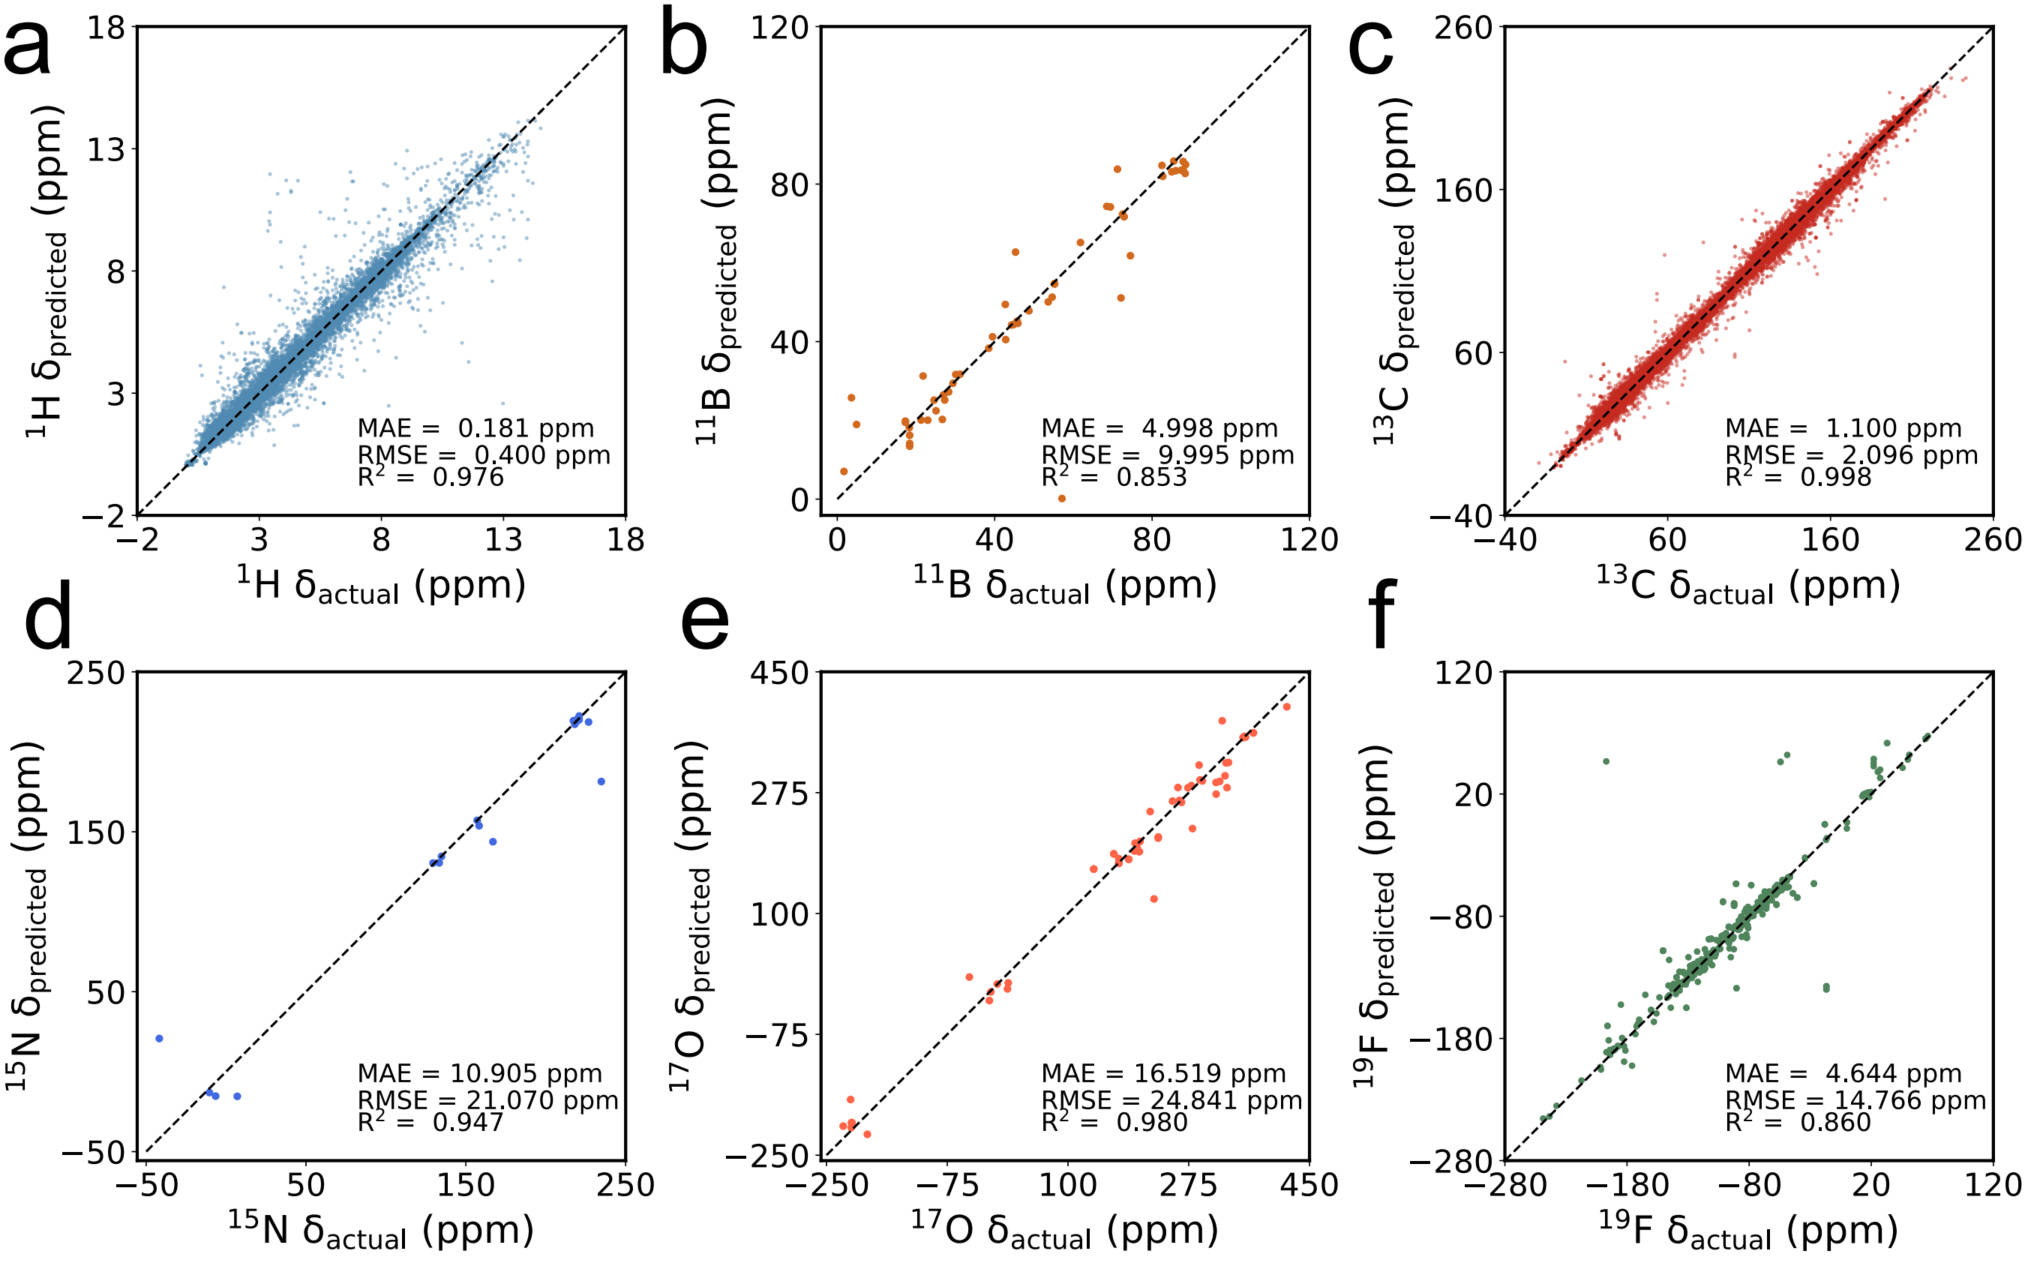 a
18
13
8
3
−2
¹H δpredicted (ppm)
MAE = 0.181 ppm
RMSE = 0.400 ppm
R² = 0.976
−2 3 8 13 18
¹H δactual (ppm)
b
120
80
40
0
¹¹B δpredicted (ppm)
MAE = 4.998 ppm
RMSE = 9.995 ppm
R² = 0.853
0 40 80 120
¹¹B δactual (ppm)
c
260
160
60
−40
¹³C δpredicted (ppm)
MAE = 1.100 ppm
RMSE = 2.096 ppm
R² = 0.998
−40 60 160 260
¹³C δactual (ppm)
d
250
150
50
−50
¹⁵N δpredicted (ppm)
MAE = 10.905 ppm
RMSE = 21.070 ppm
R² = 0.947
−50 50 150 250
¹⁵N δactual (ppm)
e
450
275
100
−75
−250
¹⁷O δpredicted (ppm)
MAE = 16.519 ppm
RMSE = 24.841 ppm
R² = 0.980
−250 −75 100 275 450
¹⁷O δactual (ppm)
f
120
20
−80
−180
−280
¹⁹F δpredicted (ppm)
MAE = 4.644 ppm
RMSE = 14.766 ppm
R² = 0.860
−280 −180 −80 20 120
¹⁹F δactual (ppm)